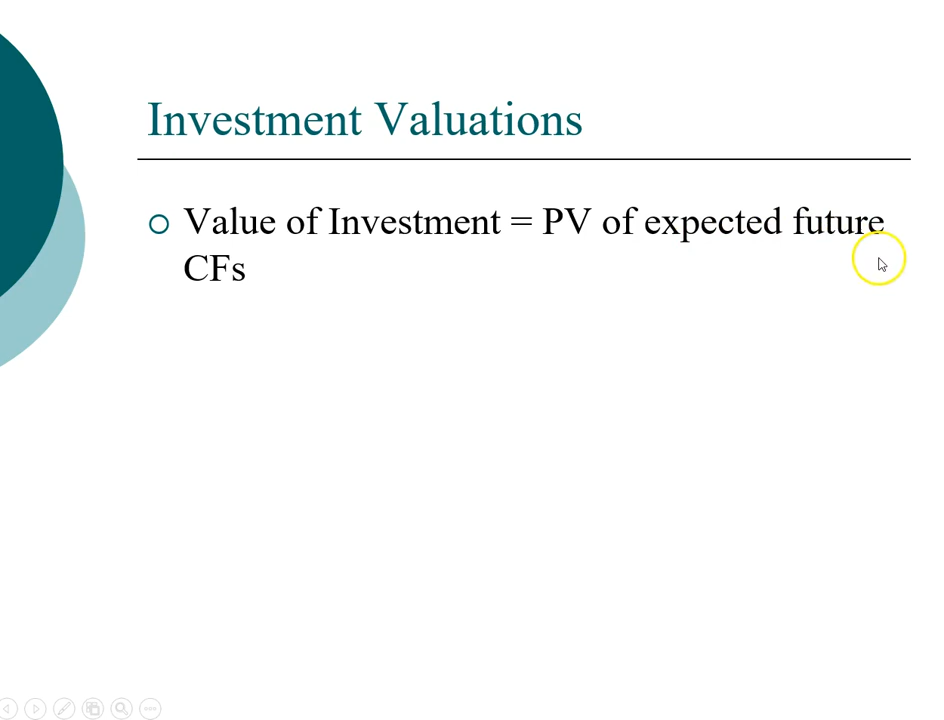 Investment Valuations
Value of Investment = PV of expected future
CFs